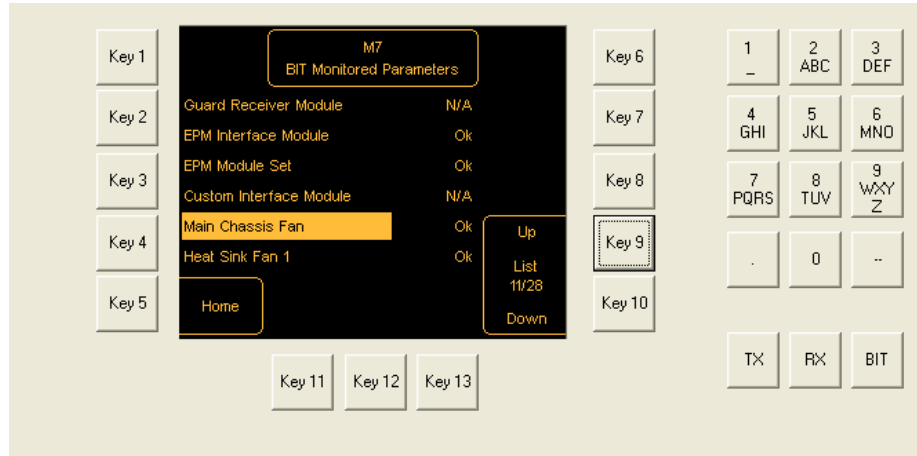 Key 1
M7
BIT Monitored Parameters
Key 6
1
_
2
ABC
3
DEF
Key 2
Guard Receiver Module N/A
EPM Interface Module Ok
Key 7
4
GHI
5
JKL
6
MNO
Key 3
EPM Module Set Ok
Custom Interface Module N/A
Key 8
7
PQRS
8
TUV
9
WXY
Z
Key 4
Main Chassis Fan Ok
Heat Sink Fan 1 Ok
Up
List
11/28
Down
Key 9
.
0
--
Key 5
Home
Key 10
Key 11
Key 12
Key 13
TX
RX
BIT